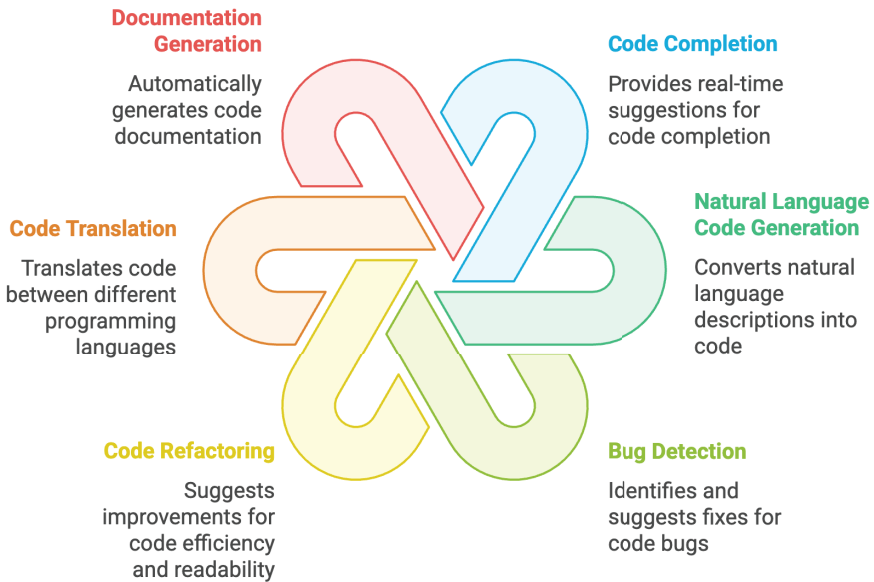 Documentation
Generation
Automatically
generates code
documentation
Code Completion
Provides real-time
suggestions for
code completion
Code Translation
Translates code
between different
programming
languages
Natural Language
Code Generation
Converts natural
language
descriptions into
code
Code Refactoring
Suggests
improvements for
code efficiency
and readability
Bug Detection
Identifies and
suggests fixes for
code bugs